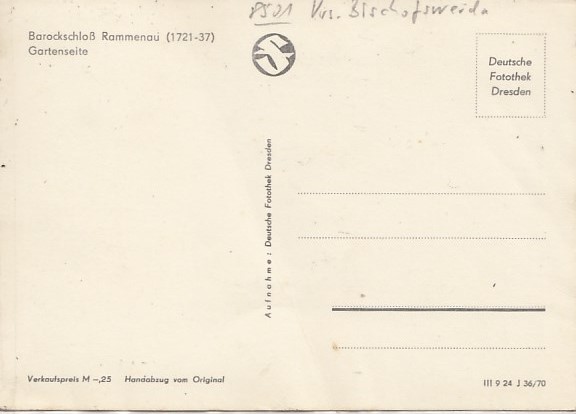 8501 Krs. Bischofswerda
Barockschloß Rammenau (1721-37)
Gartenseite
Deutsche
Fotothek
Dresden
Aufnahme: Deutsche Fotothek Dresden
Verkaufspreis M –,25 Handabzug vom Original
III 9 24 J 36/70